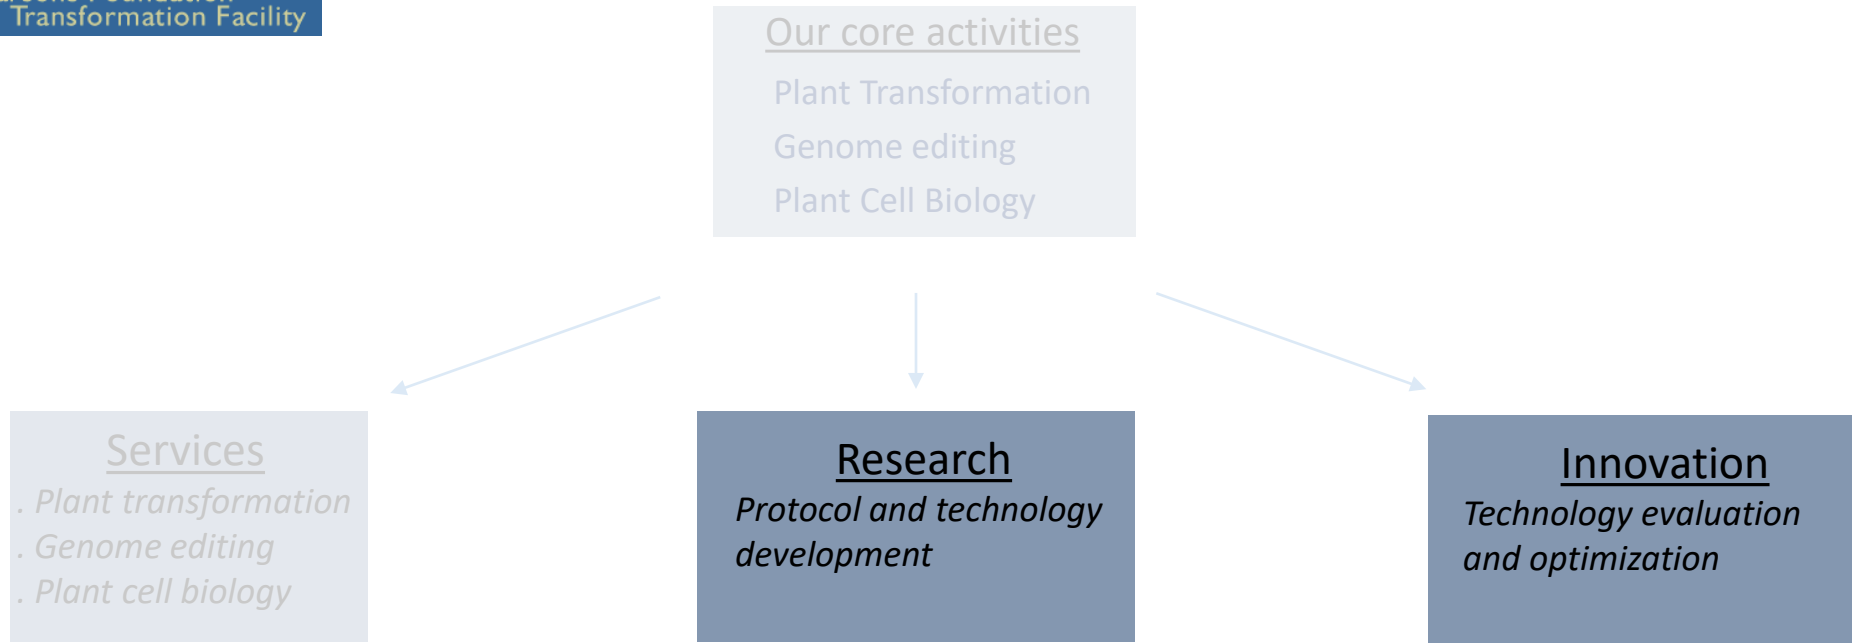 Transformation Facility
Our core activities
Plant Transformation
Genome editing
Plant Cell Biology
Services
. Plant transformation
. Genome editing
. Plant cell biology
Research
Protocol and technology
development
Innovation
Technology evaluation
and optimization